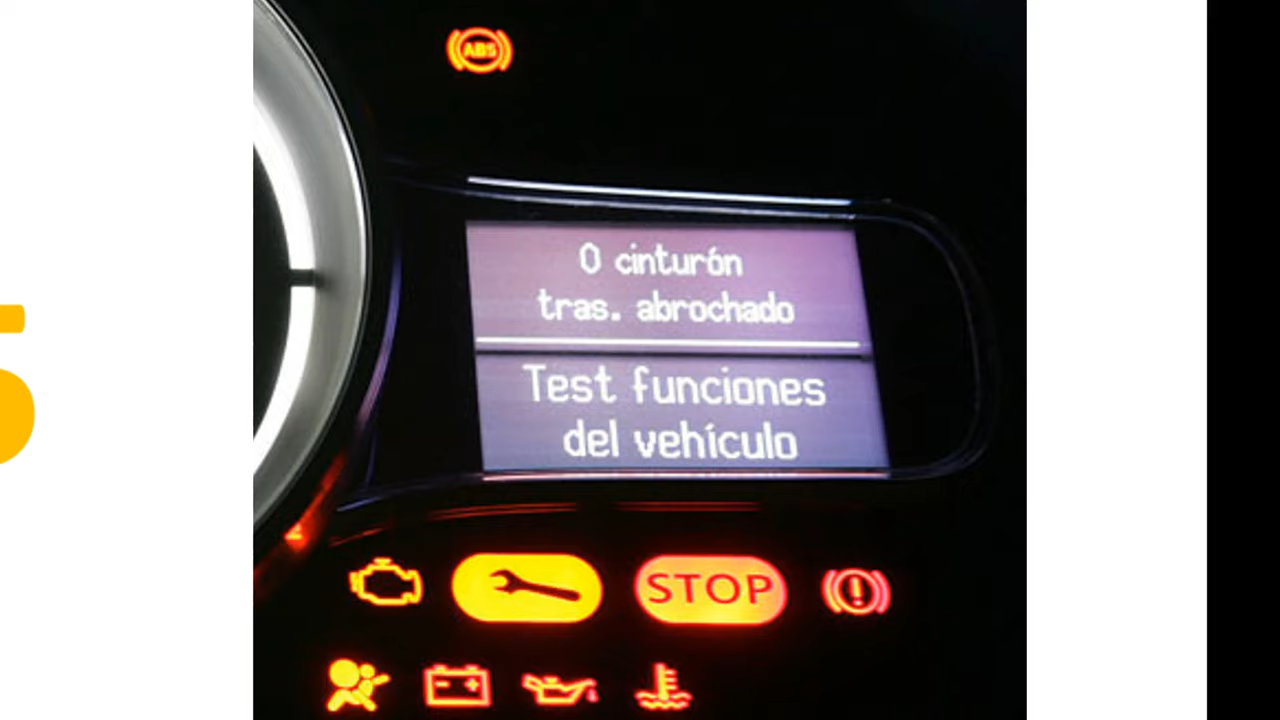 ABS
0 cinturón
tras. abrochado
Test funciones
del vehículo
STOP